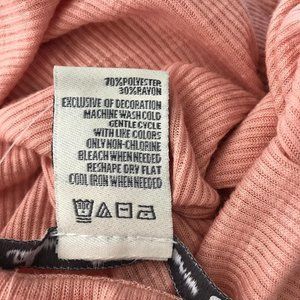 70%POLYESTER
30%RAYON
EXCLUSIVE OF DECORATION
MACHINE WASH COLD
GENTLE CYCLE
WITH LIKE COLORS
ONLY NON-CHLORINE
BLEACH WHEN NEEDED
RESHAPE DRY FLAT
COOL IRON WHEN NEEDED